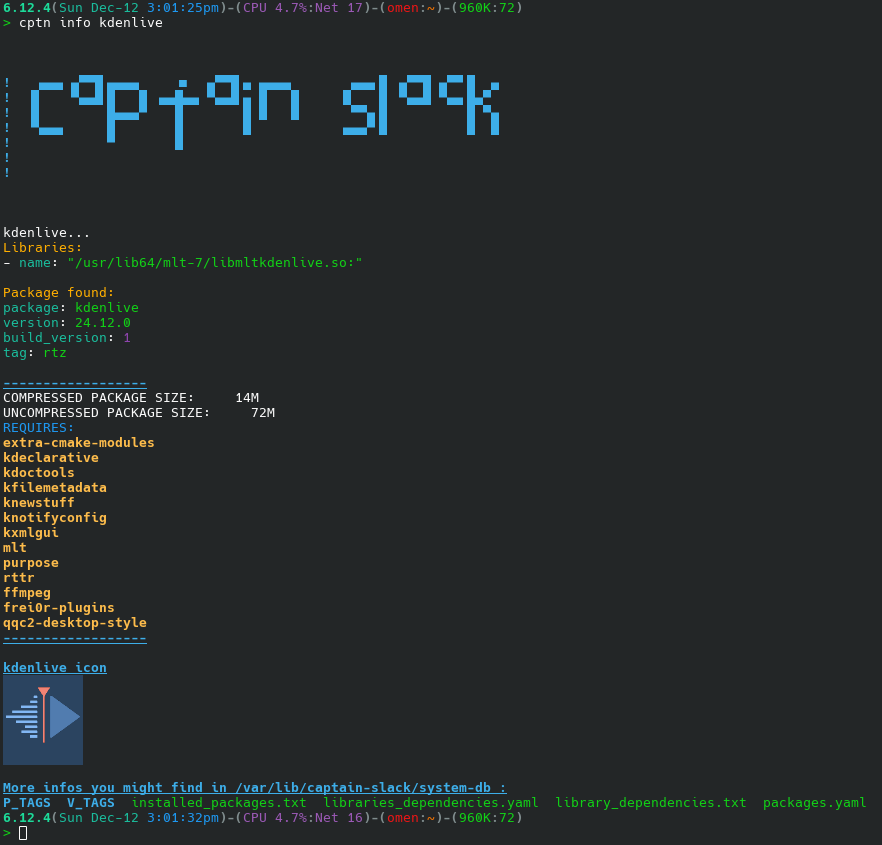 6.12.4(Sun Dec-12 3:01:25pm)-(CPU 4.7%:Net 17)-(omen:~)-(960K:72)
> cptn info kdenlive
! captain slack
!
!
!
!
!
!
kdenlive...
Libraries:
- name: "/usr/lib64/mlt-7/libmltkdenlive.so:"
Package found:
package: kdenlive
version: 24.12.0
build_version: 1
tag: rtz
------------------
COMPRESSED PACKAGE SIZE:     14M
UNCOMPRESSED PACKAGE SIZE:     72M
REQUIRES:
extra-cmake-modules
kdeclarative
kdoctools
kfilemetadata
knewstuff
knotifyconfig
kxmlgui
mlt
purpose
rttr
ffmpeg
frei0r-plugins
qqc2-desktop-style
------------------
kdenlive icon
More infos you might find in /var/lib/captain-slack/system-db :
P_TAGS  V_TAGS  installed_packages.txt  libraries_dependencies.yaml  library_dependencies.txt  packages.yaml
6.12.4(Sun Dec-12 3:01:32pm)-(CPU 4.7%:Net 16)-(omen:~)-(960K:72)
>